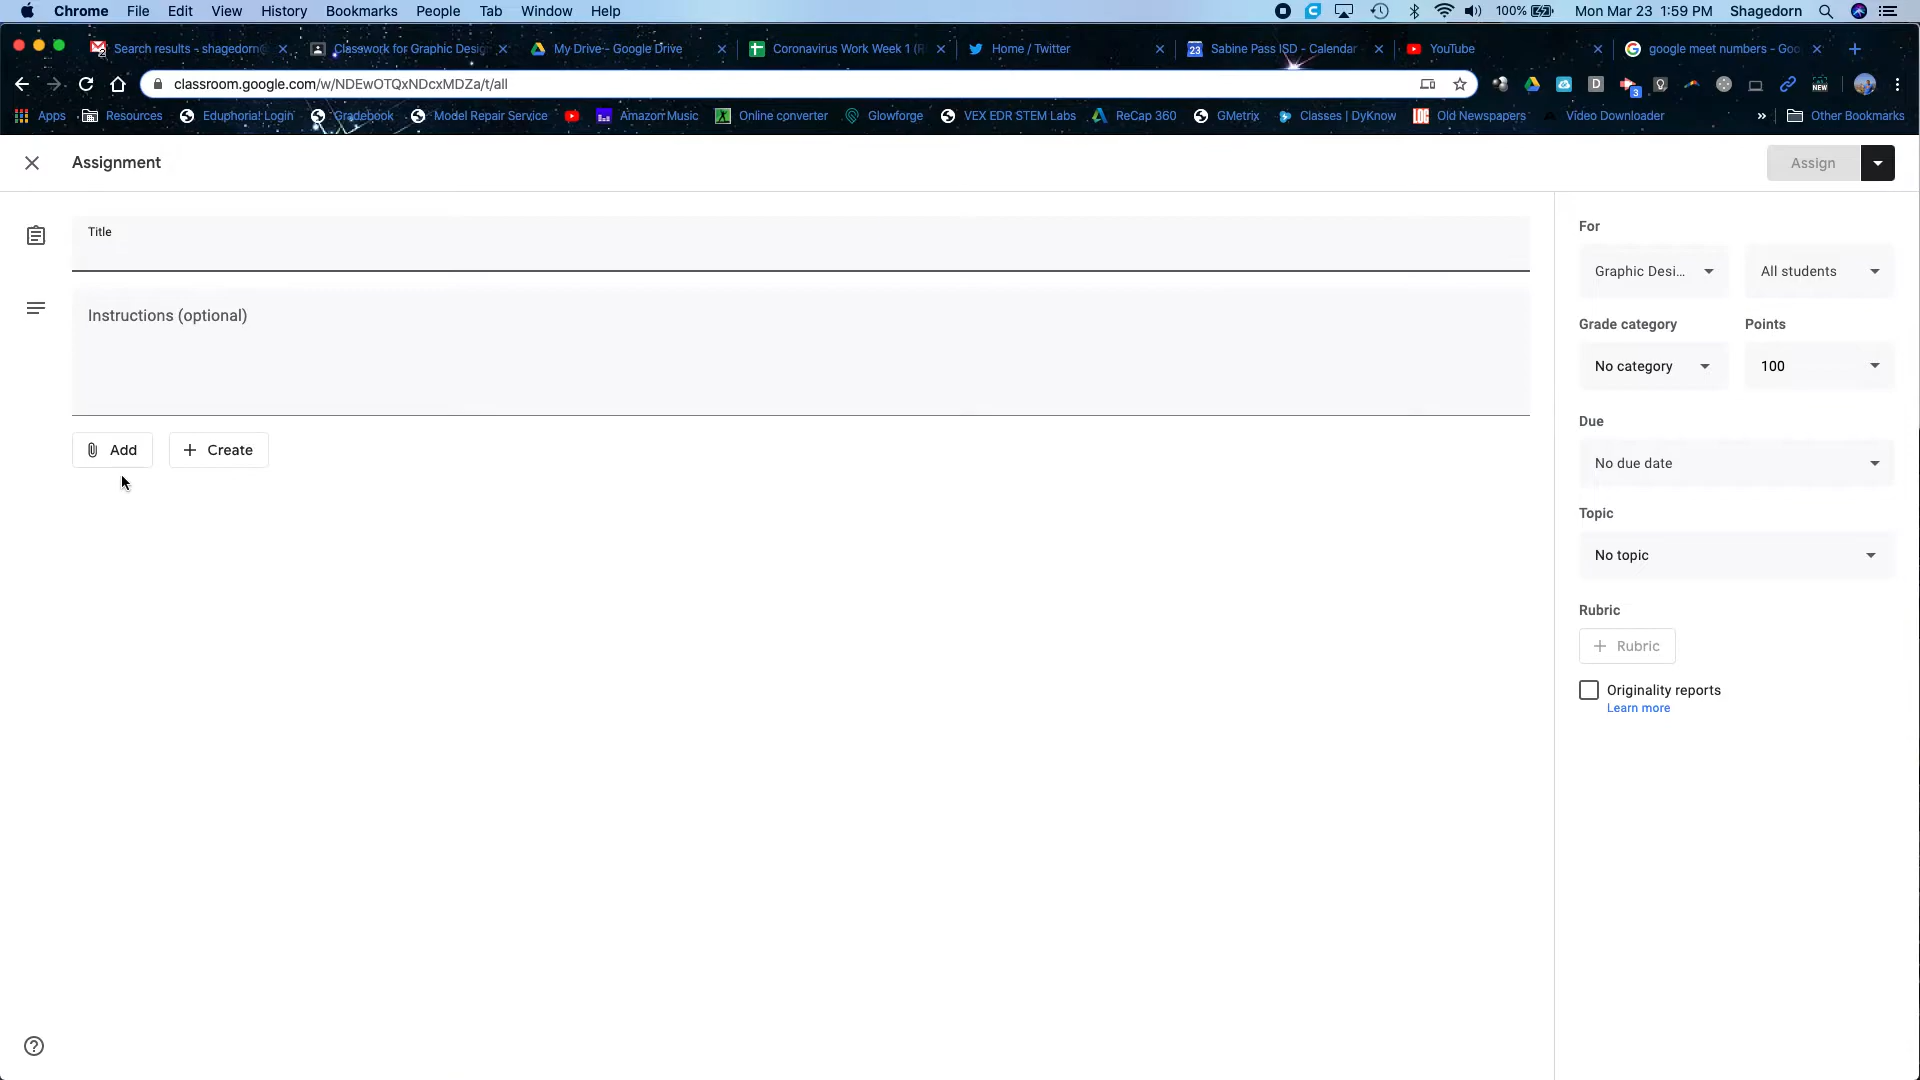 Chrome File Edit View History Bookmarks People Tab Window Help 100% Mon Mar 23 1:59 PM Shagedorn
Search results - shagedorn@ Classwork for Graphic Desig My Drive - Google Drive Coronavirus Work Week 1 (R Home / Twitter 23 Sabine Pass ISD - Calendar YouTube google meet numbers - Goo
classroom.google.com/w/NDEwOTQxNDcxMDZa/t/all
Apps Resources Eduphoria! Login Gradebook Model Repair Service Amazon Music Online cpnverter Glowforge VEX EDR STEM Labs ReCap 360 GMetrix Classes | DyKnow Old Newspapers Video Downloader » Other Bookmarks
Assignment
Assign
Title
Instructions (optional)
Add
Create
For
Graphic Desi...
All students
Grade category
Points
No category
100
Due
No due date
Topic
No topic
Rubric
Rubric
Originality reports
Learn more